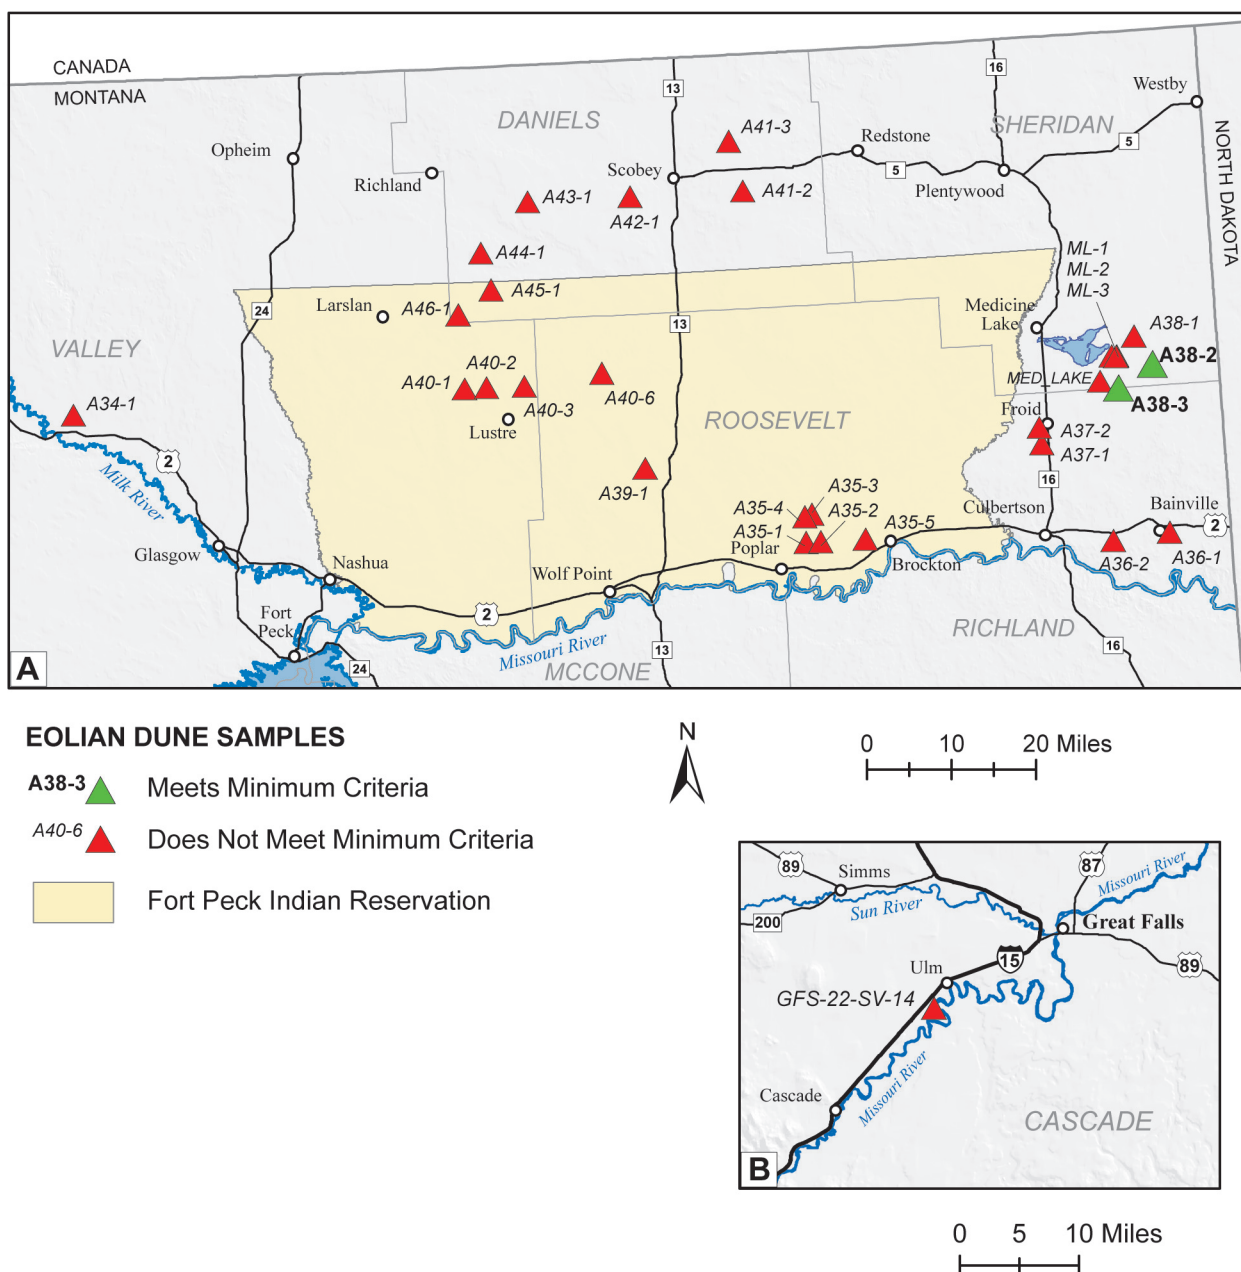 CANADA
MONTANA
13
16
Westby
DANIELS
A41-3
Redstone
SHERIDAN
5
NORTH DAKOTA
Opheim
Scobey
5
Richland
Plentywood
A43-1
A42-1
A41-2
A44-1
ML-1
ML-2
ML-3
A45-1
Larslan
A46-1
24
13
Medicine
Lake
A38-1
VALLEY
A38-2
A40-2
A40-1
MED_LAKE
A40-3
A40-6
A38-3
A34-1
Lustre
ROOSEVELT
Froid
A37-2
A37-1
2
Milk River
A39-1
A35-3
A35-4
A35-2
A35-1
A35-5
16
Culbertson
Bainville
2
Glasgow
Nashua
Poplar
Brockton
A36-2
A36-1
Wolf Point
Fort
Peck
2
Missouri River
RICHLAND
13
16
24
MCCONE
A
EOLIAN DUNE SAMPLES
A38-3
Meets Minimum Criteria
A40-6
Does Not Meet Minimum Criteria
Fort Peck Indian Reservation
N
0 10 20 Miles
89
Simms
87
Missouri River
Sun River
200
Great Falls
15
89
Ulm
GFS-22-SV-14
Missouri River
Cascade
CASCADE
B
0 5 10 Miles